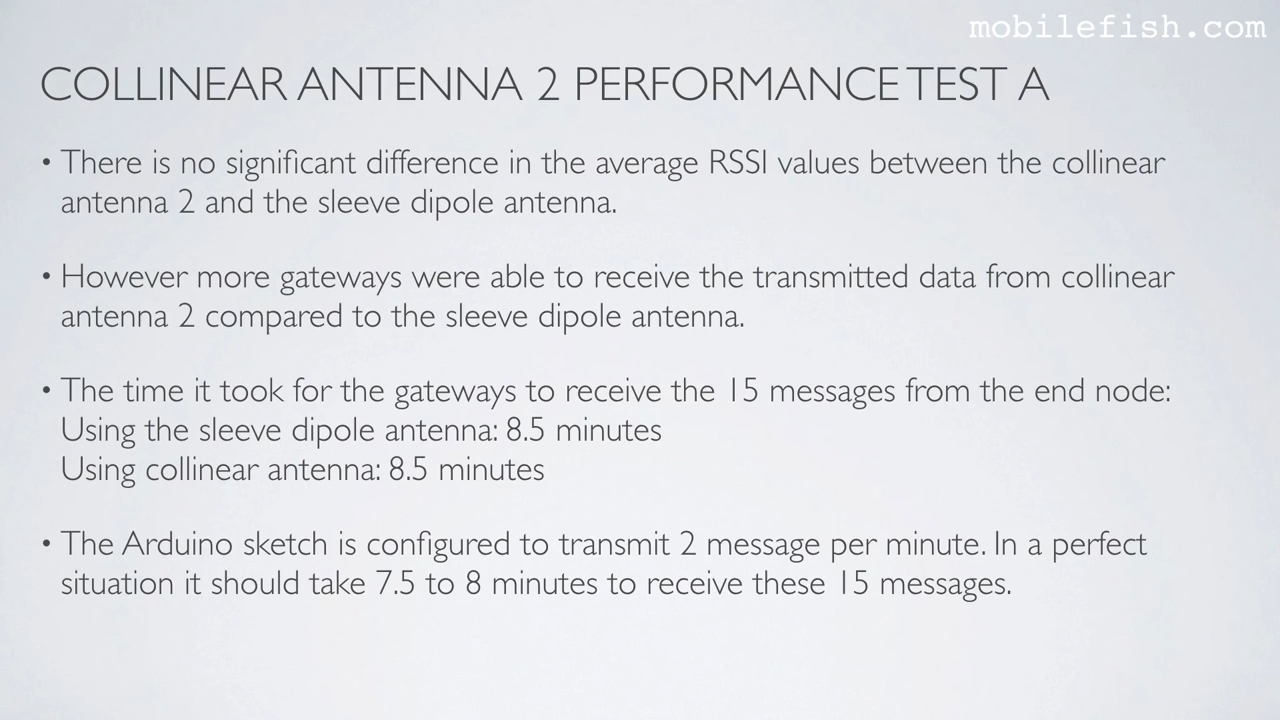 mobilefish.com
COLLINEAR ANTENNA 2 PERFORMANCE TEST A
• There is no significant difference in the average RSSI values between the collinear
antenna 2 and the sleeve dipole antenna.
• However more gateways were able to receive the transmitted data from collinear
antenna 2 compared to the sleeve dipole antenna.
• The time it took for the gateways to receive the 15 messages from the end node:
Using the sleeve dipole antenna: 8.5 minutes
Using collinear antenna: 8.5 minutes
• The Arduino sketch is configured to transmit 2 message per minute. In a perfect
situation it should take 7.5 to 8 minutes to receive these 15 messages.